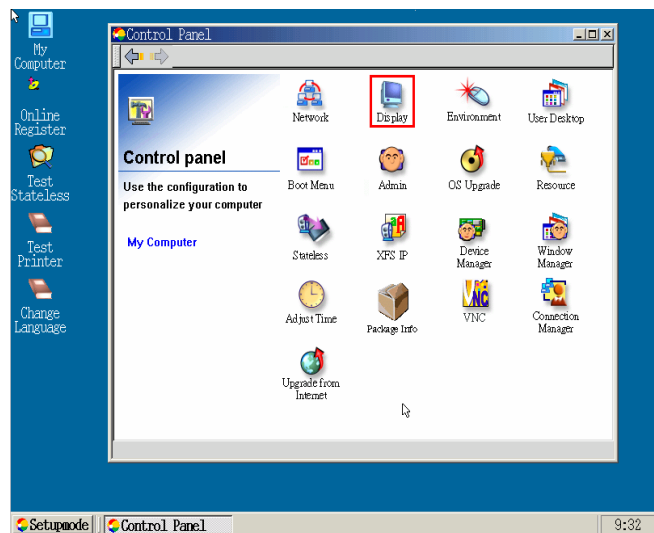 My
Computer
Online
Register
Test
Stateless
Test
Printer
Change
Language
Control Panel
Control panel
Use the configuration to
personalize your computer
My Computer
Network
Display
Environment
User Desktop
Boot Menu
Admin
OS Upgrade
Resource
Stateless
XFS IP
Device
Manager
Window
Manager
Adjust Time
Package Info
VNC
Connection
Manager
Upgrade from
Internet
Setupmode
Control Panel
9:32